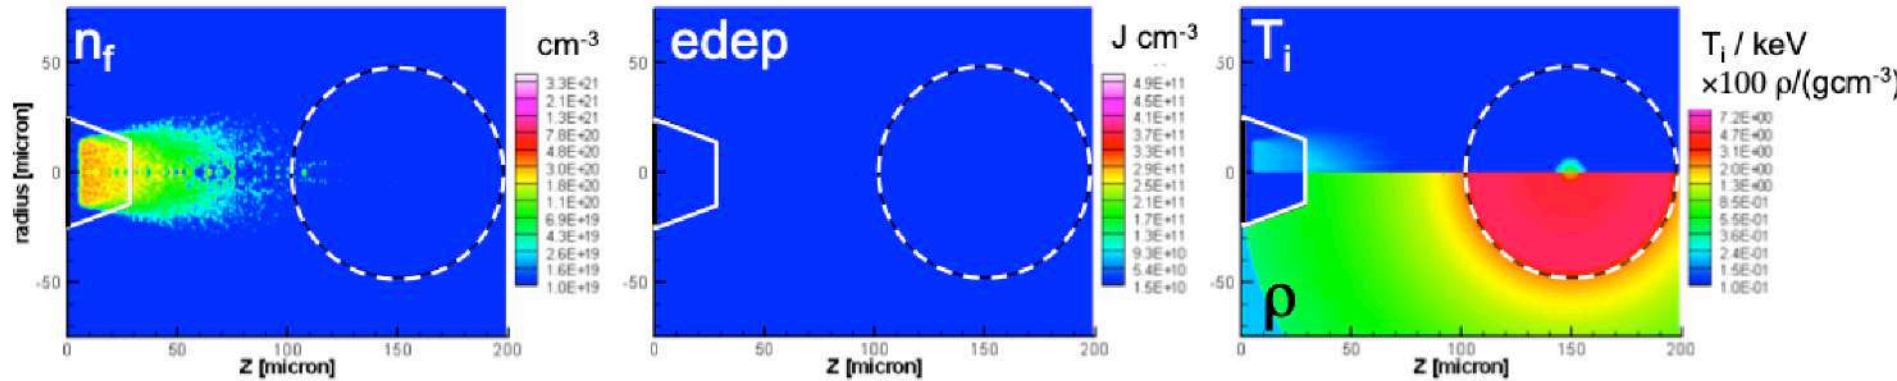 n_f
cm⁻³
3.3E+21
2.1E+21
1.3E+21
7.8E+20
4.8E+20
3.0E+20
1.8E+20
1.1E+20
6.9E+19
4.3E+19
2.6E+19
1.6E+19
1.0E+19
radius [micron]
50
0
-50
0 50 100 150 200
Z [micron]
edep
J cm⁻³
4.9E+11
4.5E+11
4.1E+11
3.7E+11
3.3E+11
2.9E+11
2.5E+11
2.1E+11
1.7E+11
1.3E+11
9.3E+10
5.4E+10
1.5E+10
50
0
-50
0 50 100 150 200
Z [micron]
T_i
T_i / keV
×100 ρ/(gcm⁻³)
7.2E+00
4.7E+00
3.1E+00
2.0E+00
1.3E+00
8.5E-01
5.5E-01
3.6E-01
2.4E-01
1.5E-01
1.0E-01
50
0
-50
ρ
0 50 100 150 200
Z [micron]